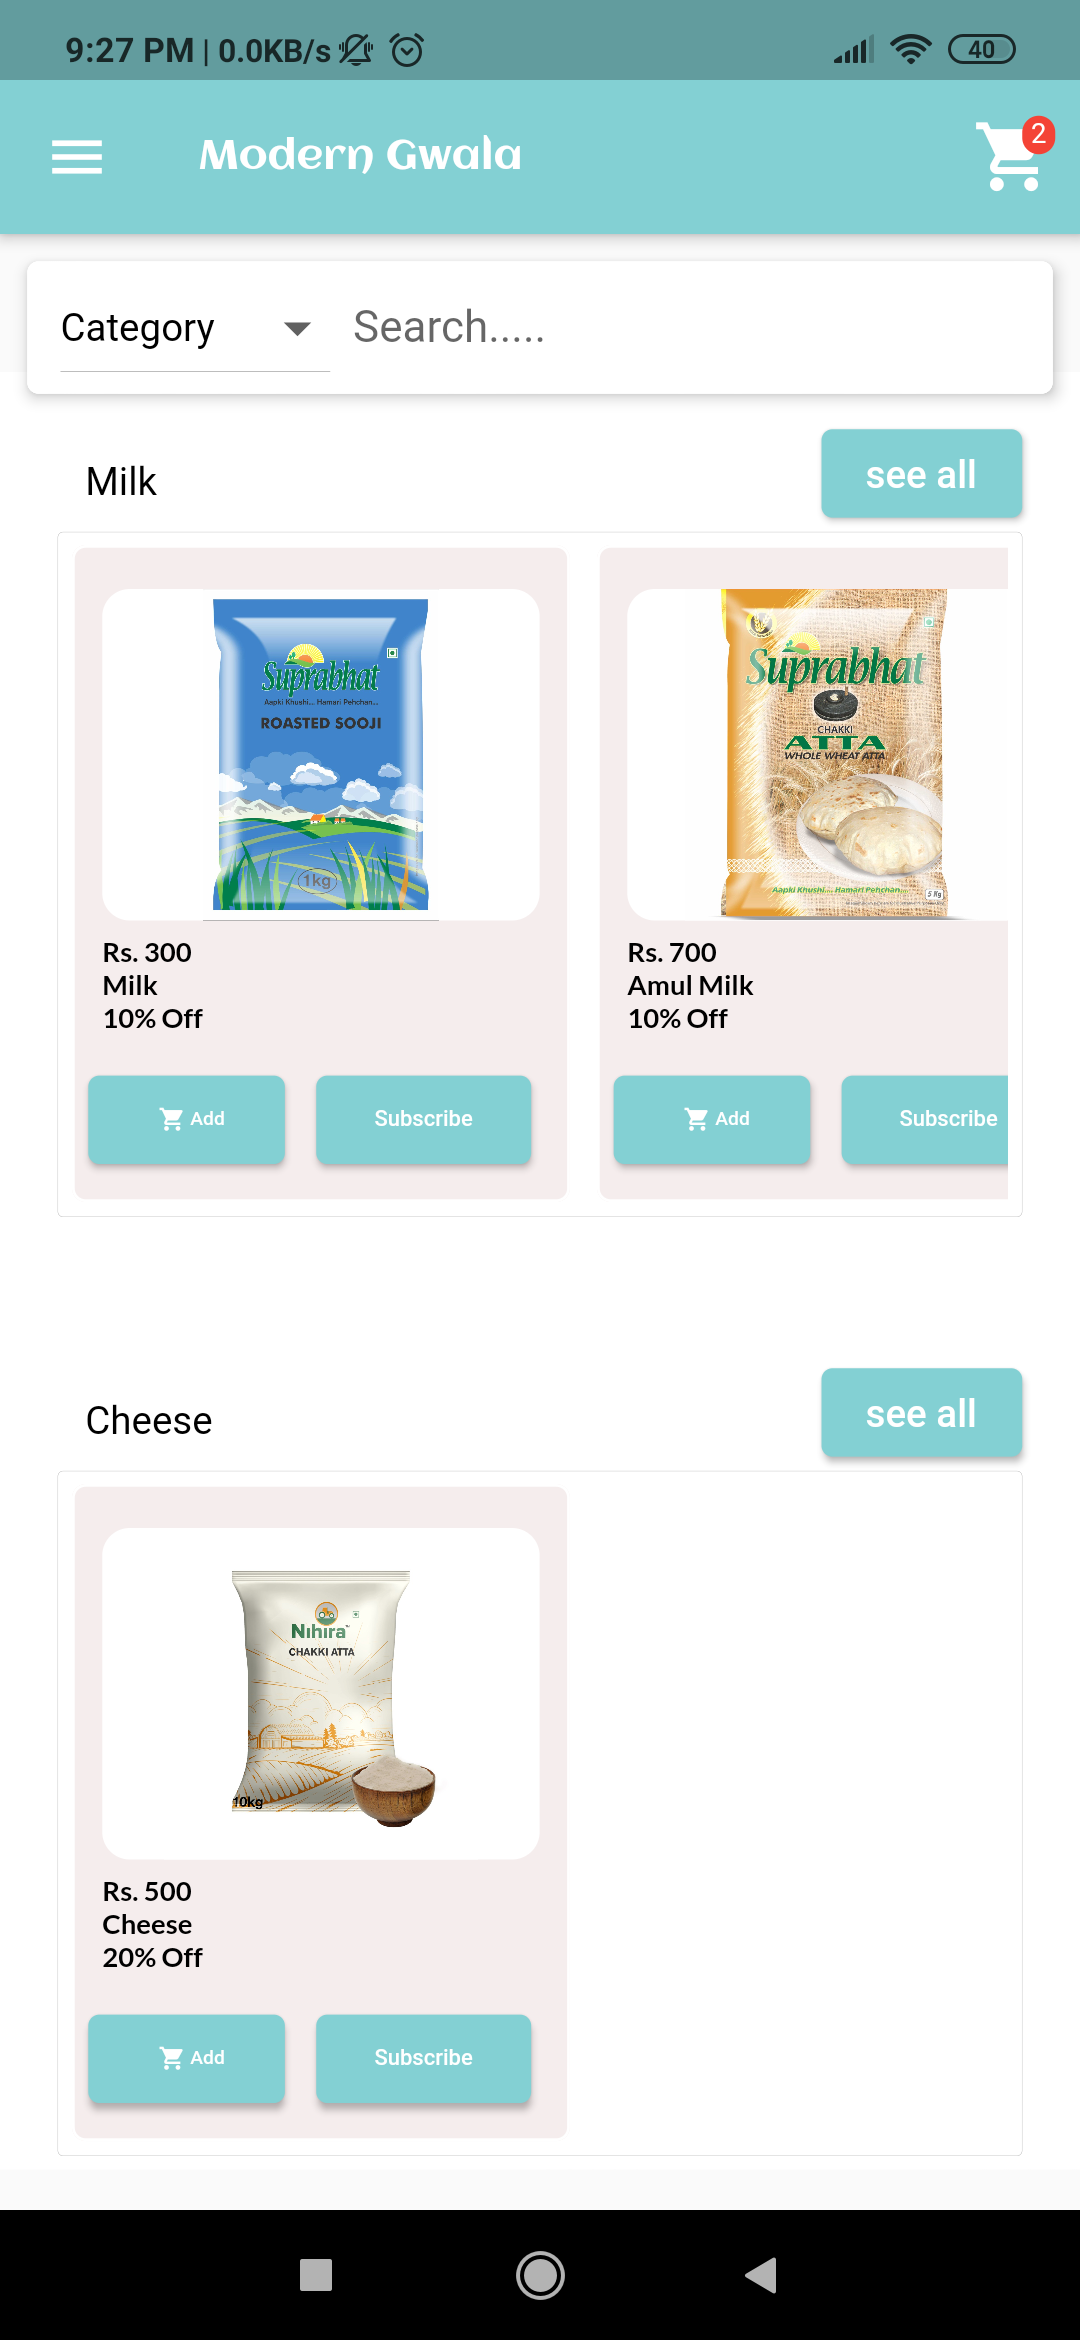 9:27 PM | 0.0KB/s
40
Modern Gwala
2
Category
Search.....
Milk
see all
Suprabhat
Aapki Khushi... Hamari Pehchan...
ROASTED SOOJI
1kg
Rs. 300
Milk
10% Off
Add
Subscribe
Suprabhat
CHAKKI
ATTA
WHOLE WHEAT ATTA
Aapki Khushi... Hamari Pehchan...
5 Kg
Rs. 700
Amul Milk
10% Off
Add
Subscribe
Cheese
see all
Nihira
CHAKKI ATTA
10kg
Rs. 500
Cheese
20% Off
Add
Subscribe